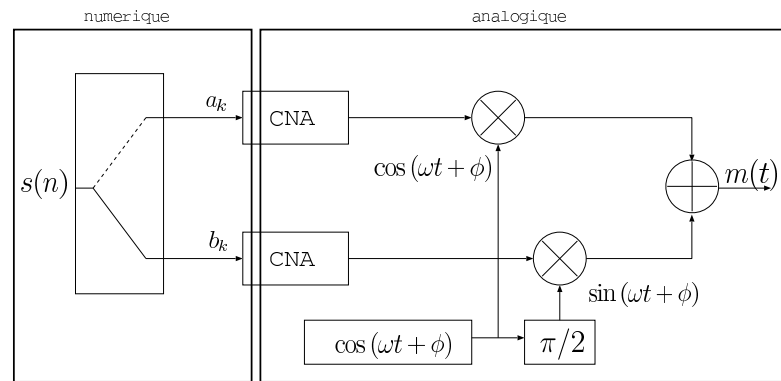 numerique
analogique
a_k
CNA
cos (ωt + ϕ)
s(n)
m(t)
b_k
CNA
sin (ωt + ϕ)
cos (ωt + ϕ)
π/2